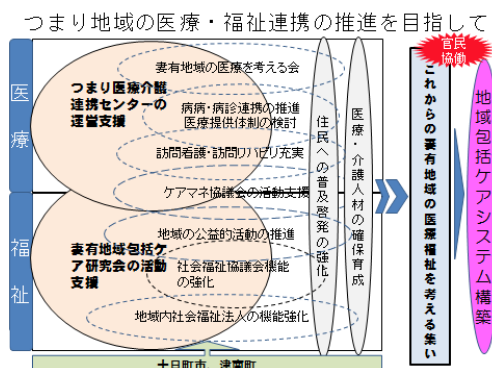 つまり地域の医療・福祉連携の推進を目指して
官民
協働
医療
福祉
つまり医療介護
連携センターの
運営支援
妻有地域包括ケ
ア研究会の活動
支援
妻有地域の医療を考える会
病病・病診連携の推進
医療提供体制の検討
訪問看護・訪問リハビリ充実
ケアマネ協議会の活動支援
地域の公益的活動の推進
社会福祉協議会機能
の強化
地域内社会福祉法人の機能強化
住民への普及啓発の強化
医療・介護人材の確保育成
これからの妻有地域の医療福祉を考える集い
地域包括ケアシステム構築
十日町市 津南町